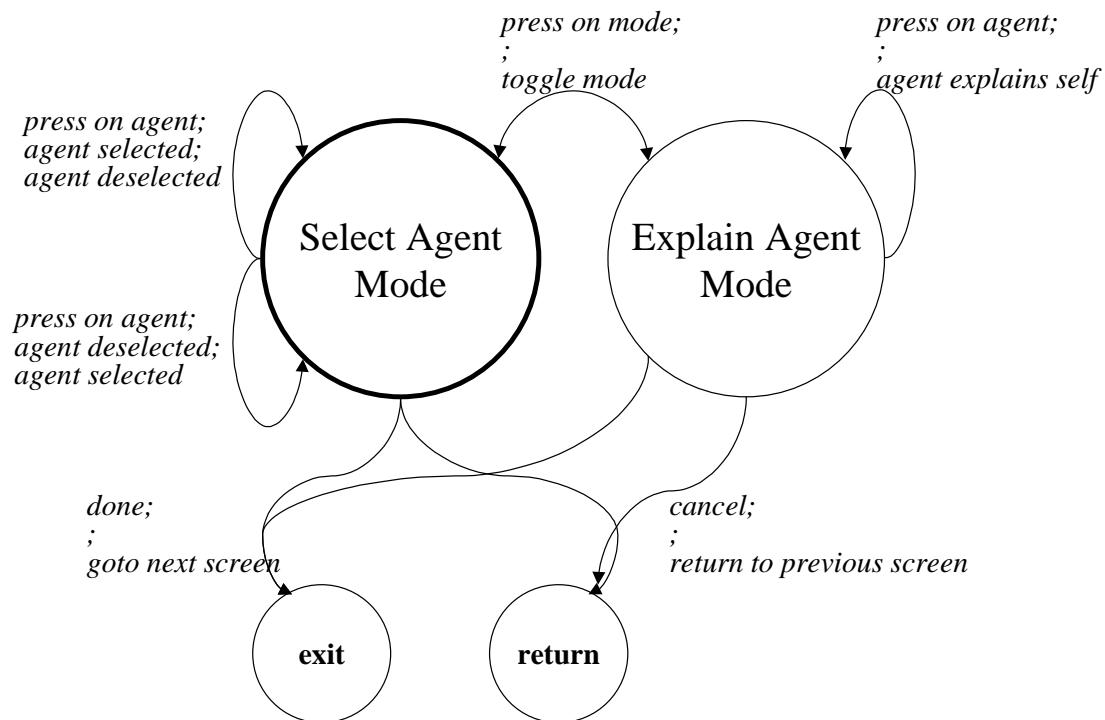 press on mode;
;
toggle mode
press on agent;
;
agent explains self
press on agent;
agent selected;
agent deselected
Select Agent
Mode
Explain Agent
Mode
press on agent;
agent deselected;
agent selected
done;
;
goto next screen
cancel;
;
return to previous screen
exit
return